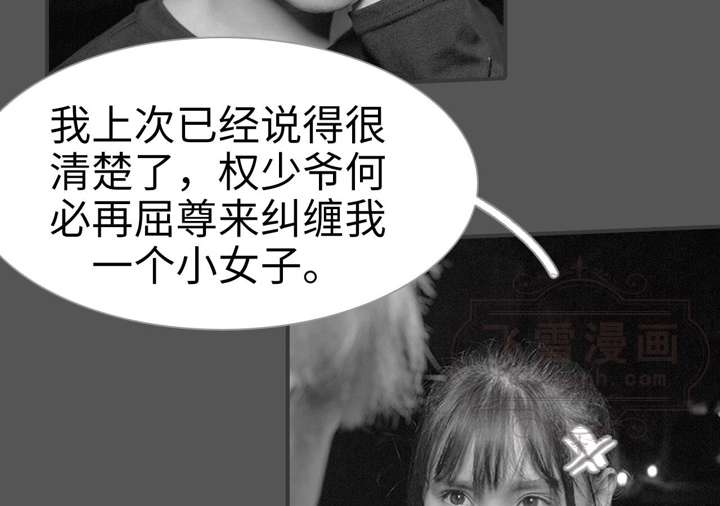 我上次已经说得很
清楚了，权少爷何
必再屈尊来纠缠我
一个小女子。
飞雪漫画